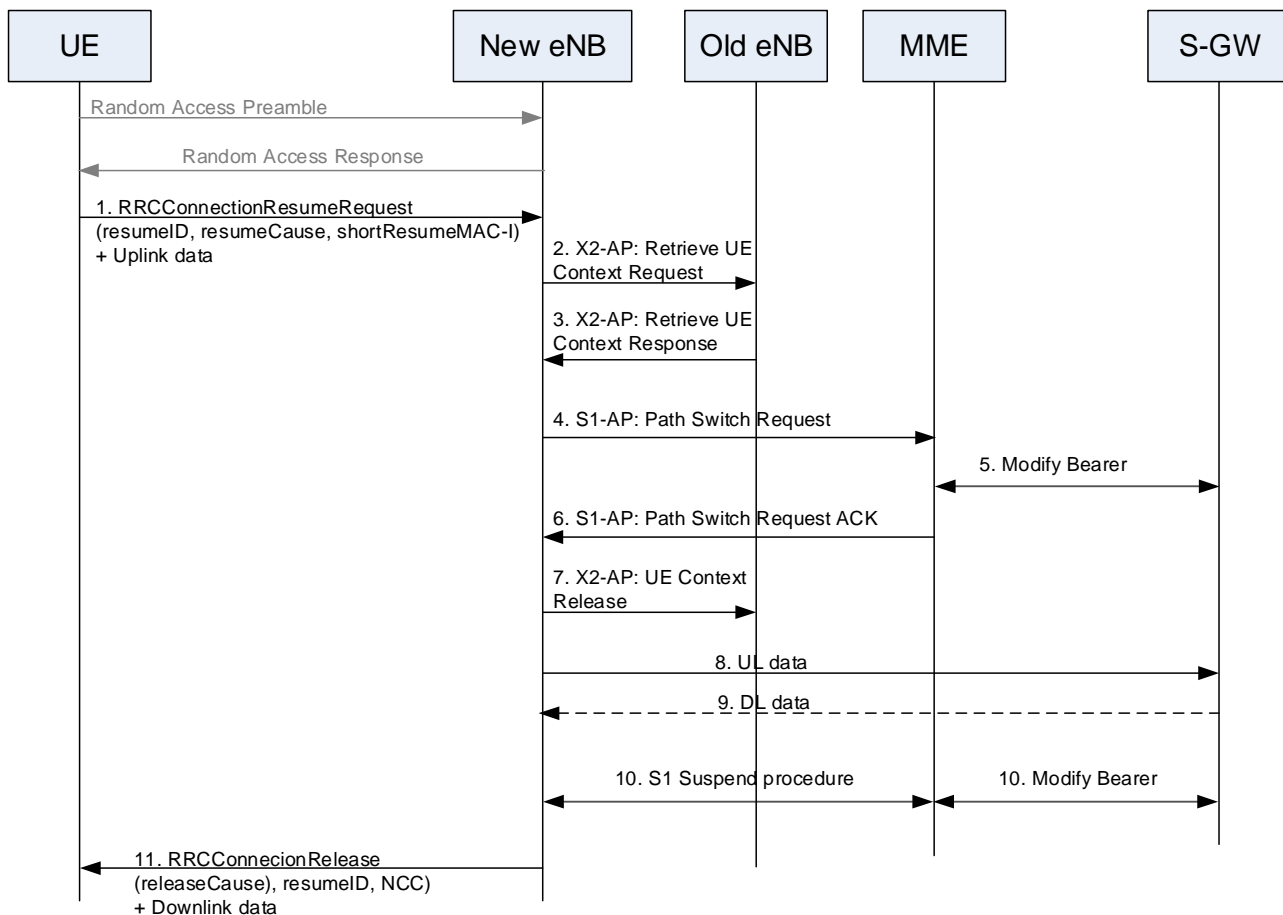 UE
New eNB
Old eNB
MME
S-GW
Random Access Preamble
Random Access Response
1. RRCConnectionResumeRequest
(resumeID, resumeCause, shortResumeMAC-I)
+ Uplink data
2. X2-AP: Retrieve UE
Context Request
3. X2-AP: Retrieve UE
Context Response
4. S1-AP: Path Switch Request
5. Modify Bearer
6. S1-AP: Path Switch Request ACK
7. X2-AP: UE Context
Release
8. UL data
9. DL data
10. S1 Suspend procedure
10. Modify Bearer
11. RRCConnecionRelease
(releaseCause), resumeID, NCC)
+ Downlink data